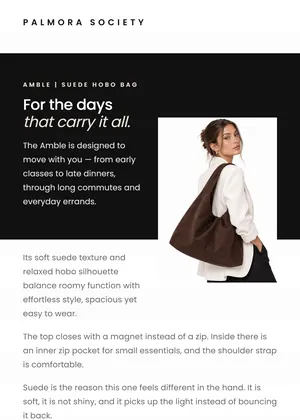 PALMORA SOCIETY
AMBLE | SUEDE HOBO BAG
For the days
that carry it all.
The Amble is designed to
move with you — from early
classes to late dinners,
through long commutes and
everyday errands.
Its soft suede texture and
relaxed hobo silhouette
balance roomy function with
effortless style, spacious yet
easy to wear.
The top closes with a magnet instead of a zip. Inside there is
an inner zip pocket for small essentials, and the shoulder strap
is comfortable.
Suede is the reason this one feels different in the hand. It is
soft, it is not shiny, and it picks up the light instead of bouncing
it back.